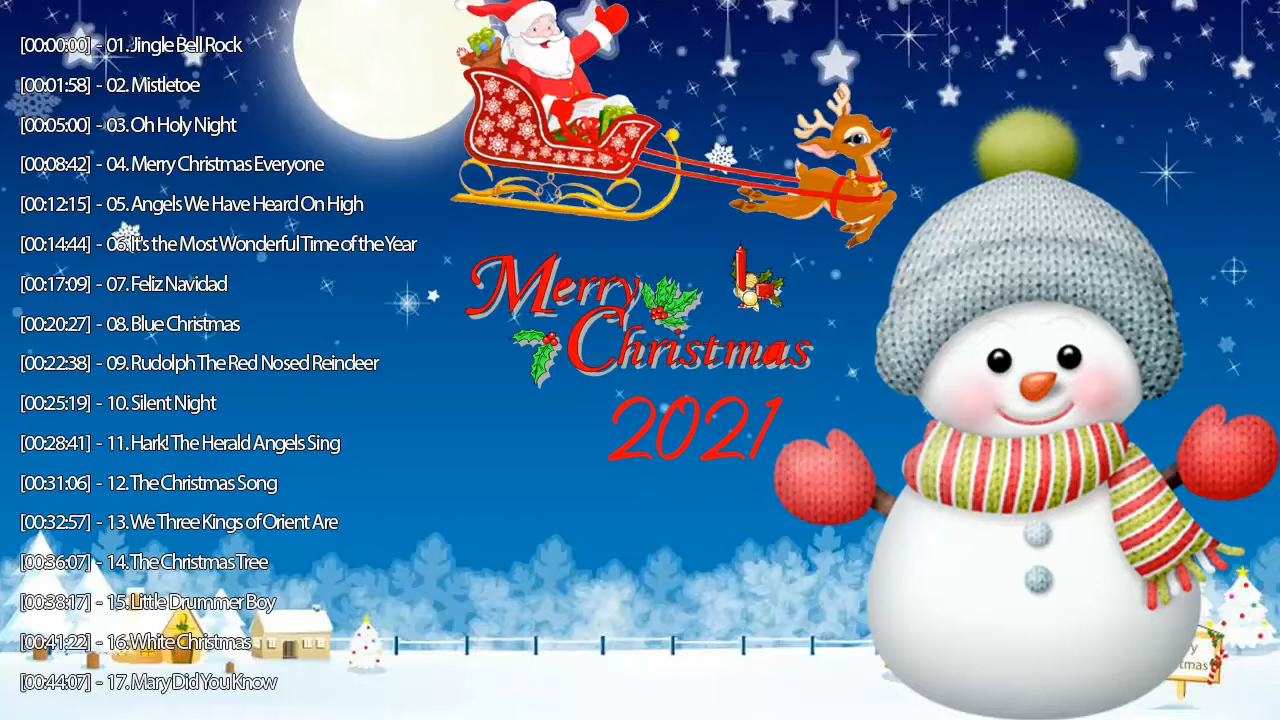 [00:00:00] - 01. Jingle Bell Rock
[00:01:58] - 02. Mistletoe
[00:05:00] - 03. Oh Holy Night
[00:08:42] - 04. Merry Christmas Everyone
[00:12:15] - 05. Angels We Have Heard On High
[00:14:44] - 06. It's the Most Wonderful Time of the Year
[00:17:09] - 07. Feliz Navidad
[00:20:27] - 08. Blue Christmas
[00:22:38] - 09. Rudolph The Red Nosed Reindeer
[00:25:19] - 10. Silent Night
[00:28:41] - 11. Hark! The Herald Angels Sing
[00:31:06] - 12. The Christmas Song
[00:32:57] - 13. We Three Kings of Orient Are
[00:36:07] - 14. The Christmas Tree
[00:38:17] - 15. Little Drummer Boy
[00:41:22] - 16. White Christmas
[00:44:07] - 17. Mary Did You Know
Merry
Christmas
2021